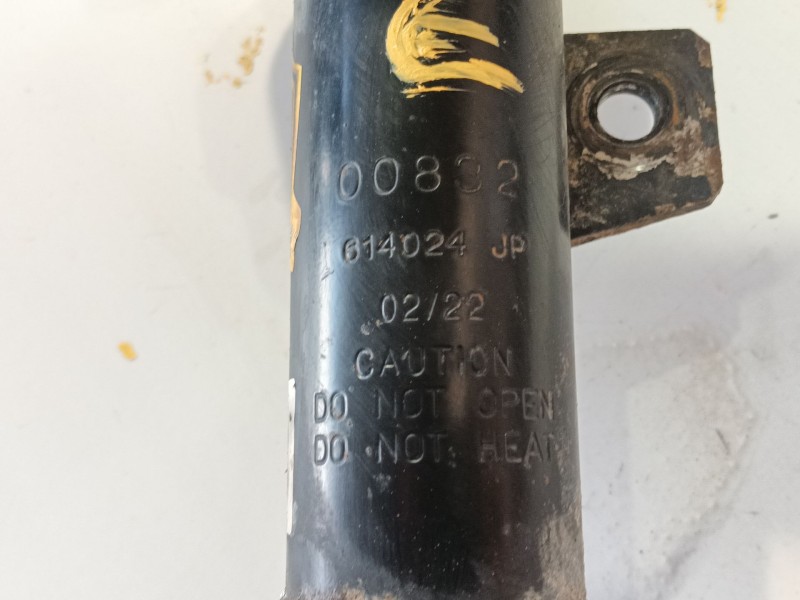 00832
614024 JP
02/22
CAUTION
DO NOT OPEN
DO NOT HEAT